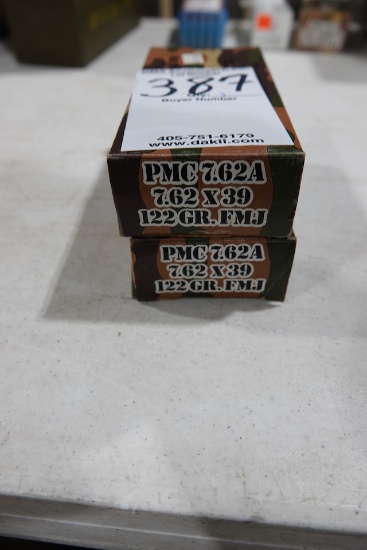 387
Buyer Number
405-751-6179
www.dakil.com
PMC 7.62A
7.62 X 39
122 GR. FMJ
PMC 7.62A
7.62 X 39
122 GR. FMJ